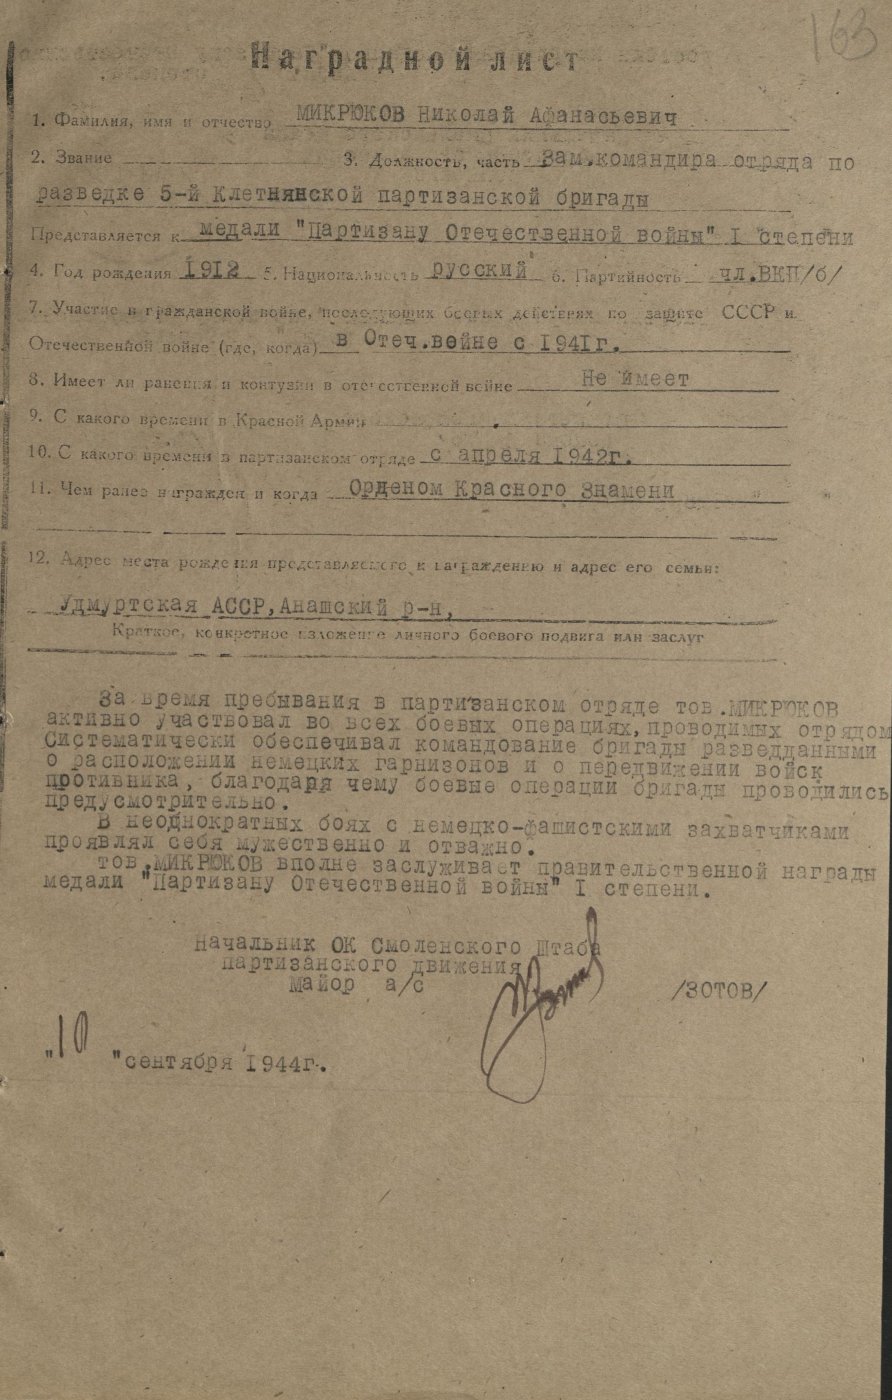 163
Наградной лист
1. Фамилия, имя и отчество МИКРЮКОВ Николай Афанасьевич
2. Звание 3. Должность, часть Зам.командира отряда по
разведке 5-й Клетнянской партизанской бригады
Представляется к медали "Партизану Отечественной войны" I степени
4. Год рождения 1912 5. Национальность русский 6. Партийность чл.ВКП/б/
7. Участие в гражданской войне, последующих боевых действиях по защите СССР и
Отечественной войне (где, когда) в Отеч.войне с 1941г.
8. Имеет ли ранения и контузии в отечественной войне Не имеет
9. С какого времени в Красной Армии
10. С какого времени в партизанском отряде с апреля 1942г.
11. Чем ранее награжден и когда Орденом Красного Знамени
12. Адрес места рождения представляемого к награждению и адрес его семьи:
Удмуртская АССР, Анашский р-н,
Краткое, конкретное изложение личного боевого подвига или заслуг
За время пребывания в партизанском отряде тов.МИКРЮКОВ
активно участвовал во всех боевых операциях, проводимых отрядом
Систематически обеспечивал командование бригады разведданными
о расположении немецких гарнизонов и о передвижении войск
противника, благодаря чему боевые операции бригады проводились
предусмотрительно.
В неоднократных боях с немецко-фашистскими захватчиками
проявлял себя мужественно и отважно.
тов.МИКРЮКОВ вполне заслуживает правительственной награды
медали "Партизану Отечественной войны" I степени.
Начальник ОК Смоленского Штаба
партизанского движения
майор а/с /ЗОТОВ/
"10 "сентября 1944г.